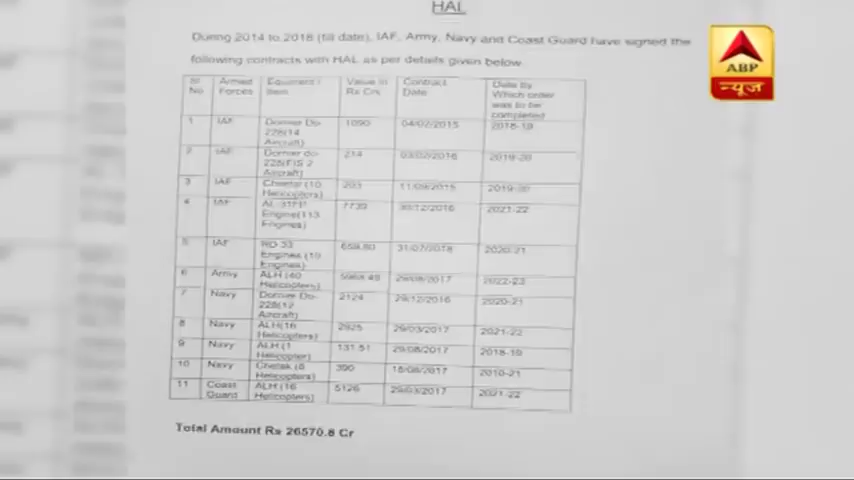 HAL
During 2014 to 2018 (till date), IAF, Army, Navy and Coast Guard have signed the
following contracts with HAL as per details given below
Sl No Armed Forces Equipment / Item Value in Rs Crs Contract Date Date by Which order was to be completed
1 IAF Dornier Do-228(14 Aircraft) 1090 04/02/2015 2018-19
2 IAF Dornier do-228(FIS 2 Aircraft) 214 03/02/2016 2019-20
3 IAF Cheetal (10 Helicopters) 203 2019-20
4 IAF AL-31FP Engine(113 Engines) 7739 30/12/2016 2021-22
5 IAF RD 33 Engines (10 Engines) 31/07/2018 2020-21
6 Army ALH (40 Helicopters) 29/08/2017 2022-23
7 Navy Dornier Do-228(12 Aircraft) 2124 29/12/2016 2020-21
8 Navy ALH(16 Helicopters) 2925 29/03/2017 2021-22
9 Navy ALH (1 Helicopter) 131.51 29/08/2017 2018-19
10 Navy Chetak (8 Helicopters) 390 18/08/2017
11 Coast Guard ALH (16 Helicopters) 5126 29/03/2017 2021-22
Total Amount Rs 26570.8 Cr
ABP
न्यूज़